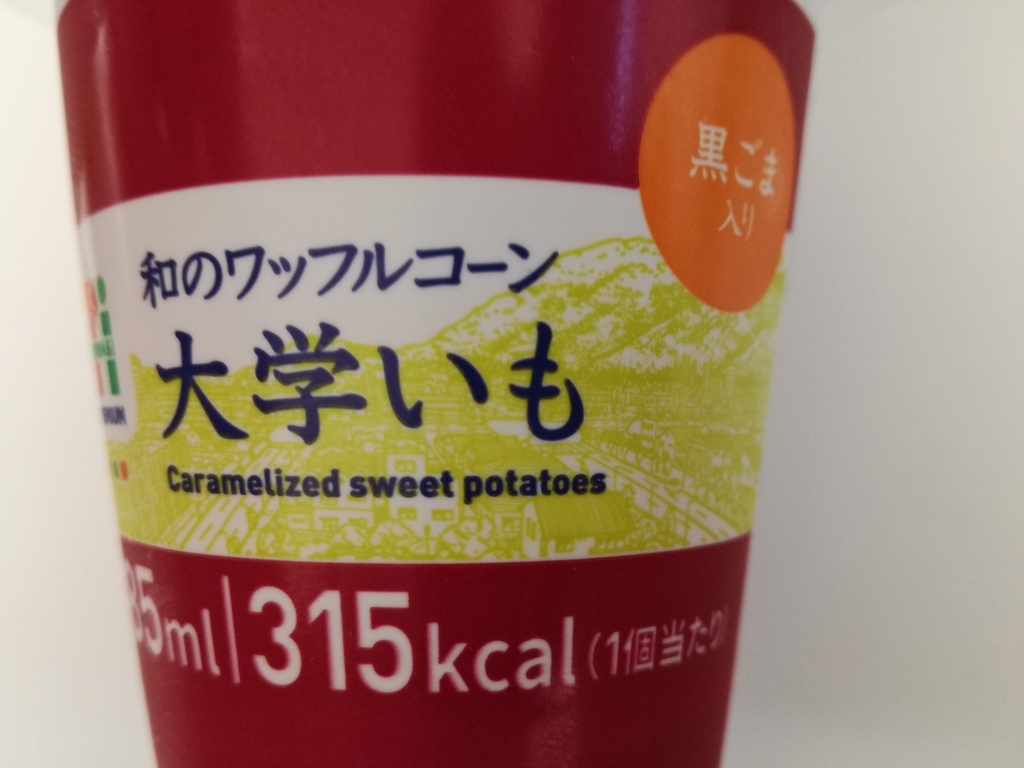 黒ごま
入り
和のワッフルコーン
大学いも
Caramelized sweet potatoes
315kcal(1個当たり)